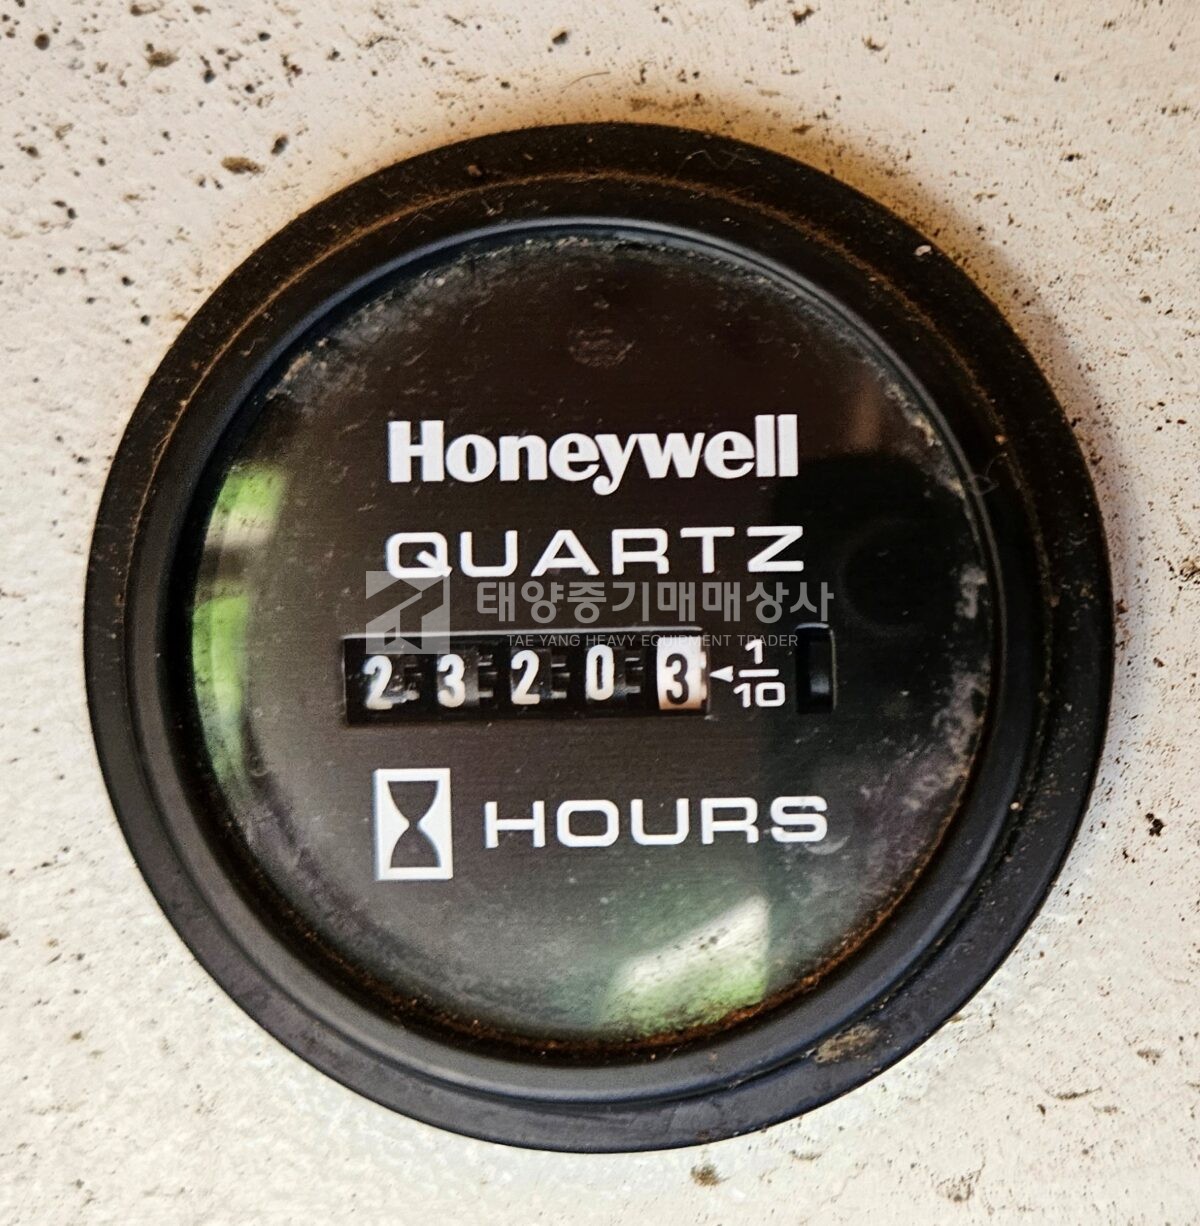 Honeywell
QUARTZ
태양중기매매상사
TAE YANG HEAVY EQUIPMENT TRADER
2 3 2 0 3 1/10
HOURS